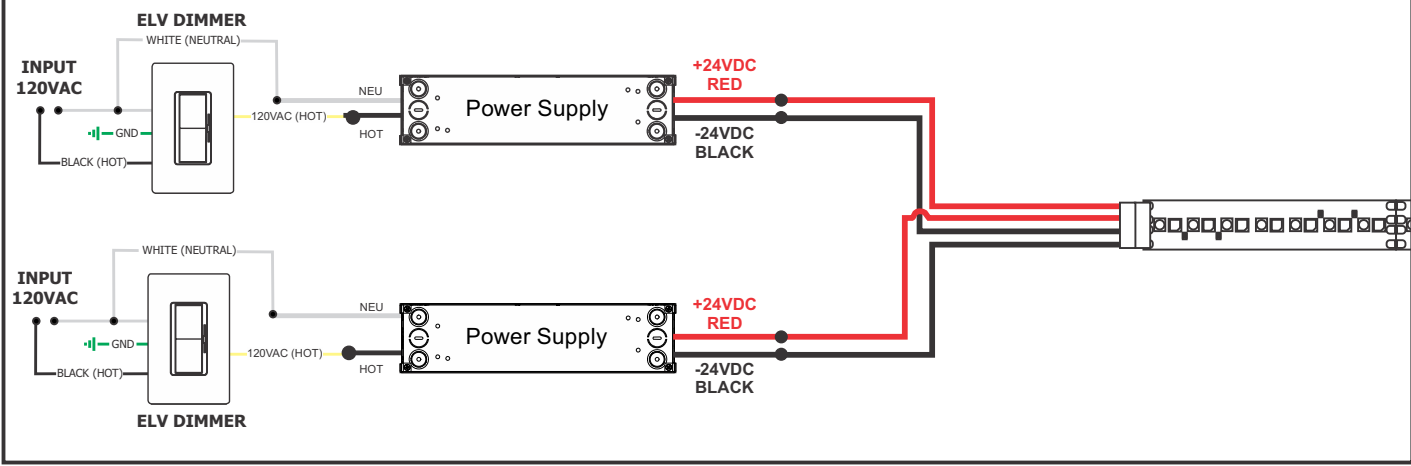 ELV DIMMER
WHITE (NEUTRAL)
INPUT
120VAC
GND
BLACK (HOT)
120VAC (HOT)
NEU
HOT
Power Supply
+24VDC
RED
-24VDC
BLACK
WHITE (NEUTRAL)
INPUT
120VAC
GND
BLACK (HOT)
120VAC (HOT)
NEU
HOT
Power Supply
+24VDC
RED
-24VDC
BLACK
ELV DIMMER